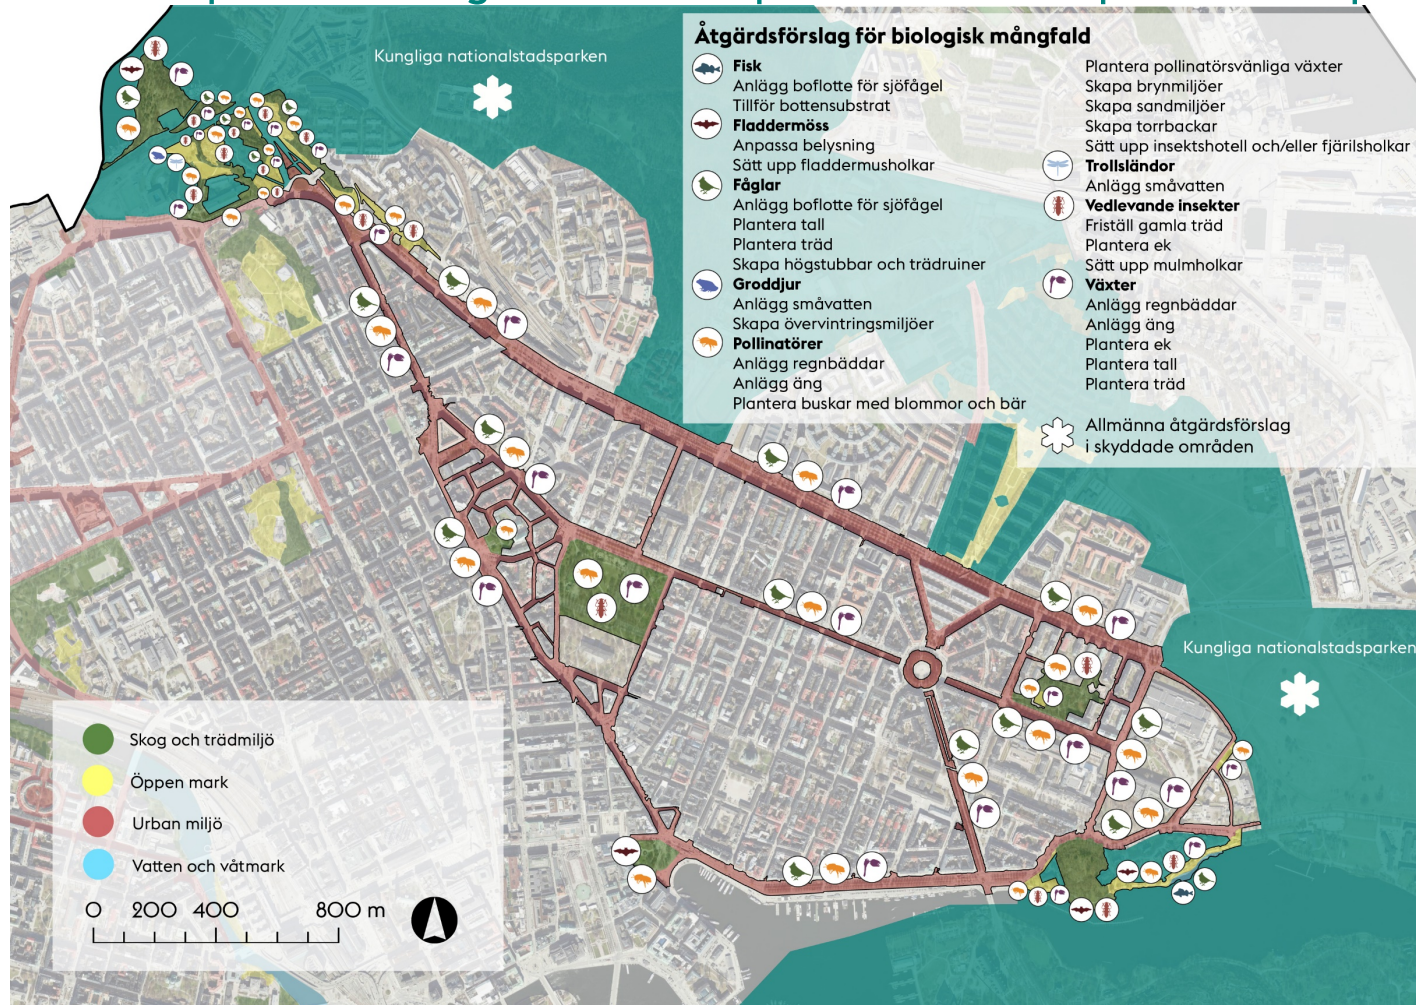 Kungliga nationalstadsparken
Åtgärdsförslag för biologisk mångfald
Fisk
Anlägg boflotte för sjöfågel
Tillför bottensubstrat
Fladdermöss
Anpassa belysning
Sätt upp fladdermusholkar
Fåglar
Anlägg boflotte för sjöfågel
Plantera tall
Plantera träd
Skapa högstubbar och trädruiner
Groddjur
Anlägg småvatten
Skapa övervintringsmiljöer
Pollinatörer
Anlägg regnbäddar
Anlägg äng
Plantera buskar med blommor och bär
Plantera pollinatörsvänliga växter
Skapa brynmiljöer
Skapa sandmiljöer
Skapa torrbackar
Sätt upp insektshotell och/eller fjärilsholkar
Trollsländor
Anlägg småvatten
Vedlevande insekter
Friställ gamla träd
Plantera ek
Sätt upp mulmholkar
Växter
Anlägg regnbäddar
Anlägg äng
Plantera ek
Plantera tall
Plantera träd
Allmänna åtgärdsförslag
i skyddade områden
Kungliga nationalstadsparken
Skog och trädmiljö
Öppen mark
Urban miljö
Vatten och våtmark
0 200 400 800 m